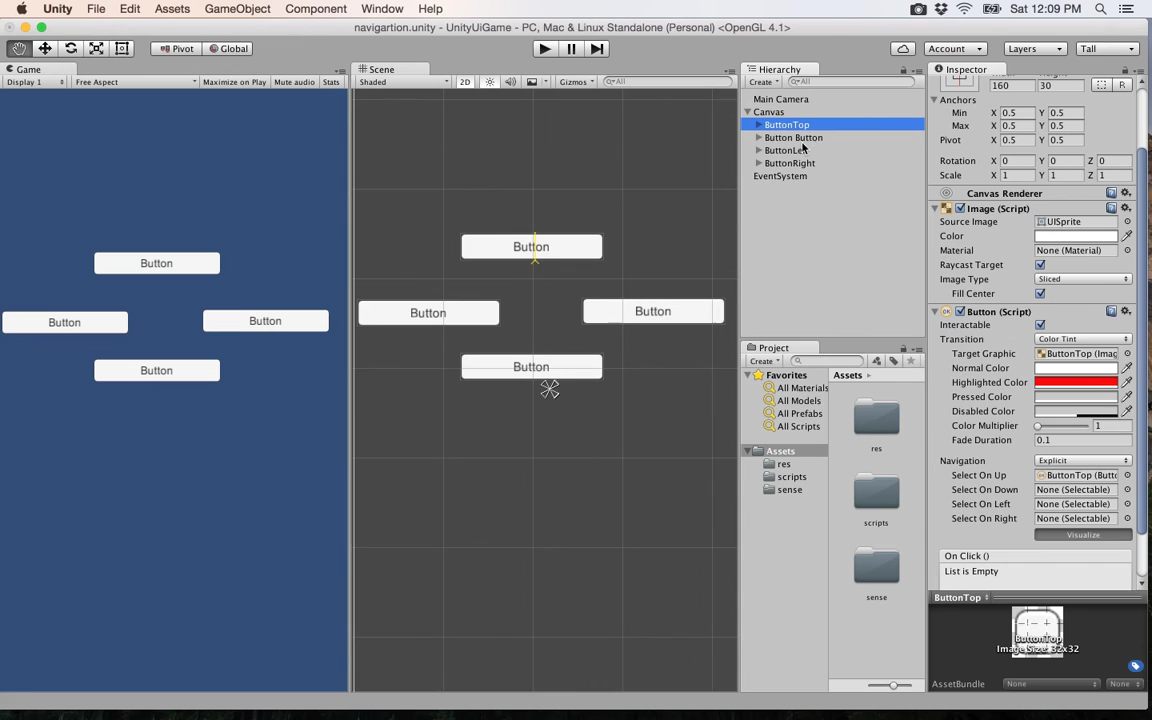 Unity File Edit Assets GameObject Component Window Help Sat 12:09 PM
navigartion.unity - UnityUiGame - PC, Mac & Linux Standalone (Personal) <OpenGL 4.1>
Pivot Global Account Layers Tall
Game Scene Hierarchy Inspector
Display 1 Free Aspect Maximize on Play Mute audio Stats Shaded 2D Gizmos All Create All
160 30 R
Main Camera
Canvas
ButtonTop
Button Button
ButtonLef
ButtonRight
EventSystem
Anchors
Min X 0.5 Y 0.5
Max X 0.5 Y 0.5
Pivot X 0.5 Y 0.5
Rotation X 0 Y 0 Z 0
Scale X 1 Y 1 Z 1
Canvas Renderer
Image (Script)
Source Image UISprite
Color
Material None (Material)
Raycast Target
Image Type Sliced
Fill Center
Button (Script)
Interactable
Transition Color Tint
Target Graphic ButtonTop (Imag
Normal Color
Highlighted Color
Pressed Color
Disabled Color
Color Multiplier 1
Fade Duration 0.1
Navigation Explicit
Select On Up ButtonTop (Butto
Select On Down None (Selectable)
Select On Left None (Selectable)
Select On Right None (Selectable)
Visualize
On Click ()
List is Empty
ButtonTop
ButtonTop
Image Size: 32x32
AssetBundle None None
Button
Button
Button
Button
Button
Button
Button
Button
Project
Create
Favorites
All Materials
All Models
All Prefabs
All Scripts
Assets
res
scripts
sense
Assets
res
scripts
sense